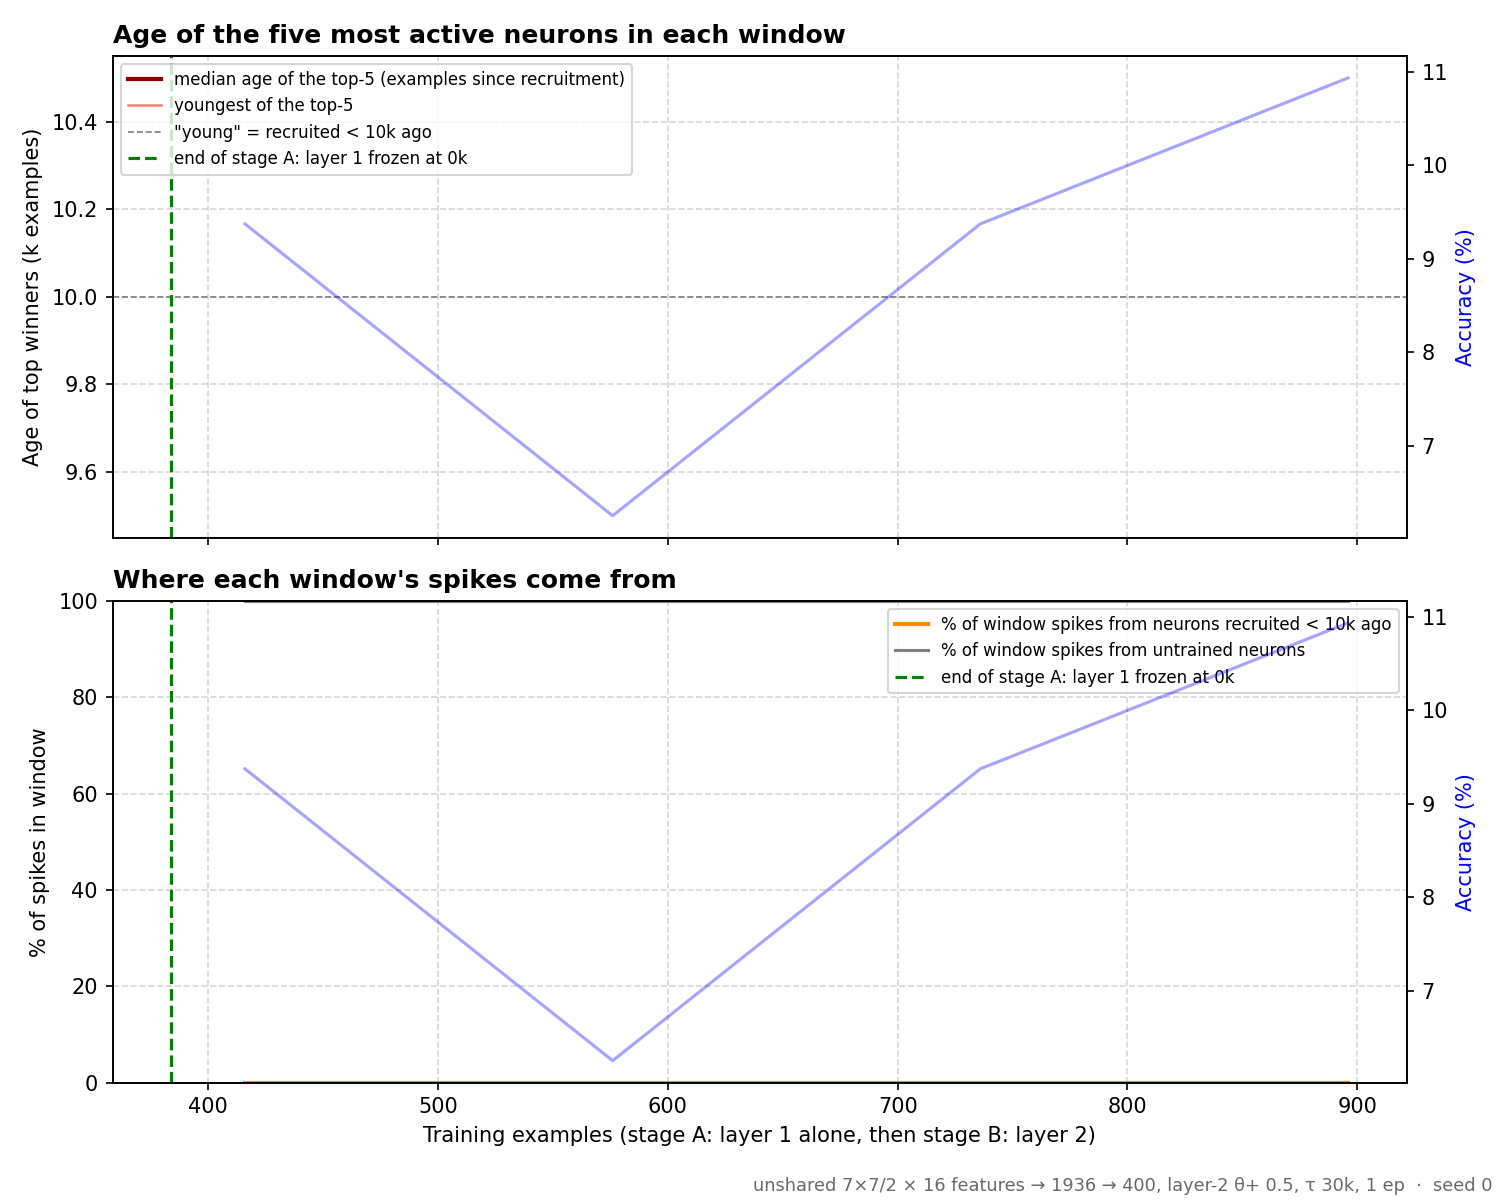 Age of the five most active neurons in each window
median age of the top-5 (examples since recruitment)
youngest of the top-5
"young" = recruited < 10k ago
end of stage A: layer 1 frozen at 0k
Age of top winners (k examples)
10.4
10.2
10.0
9.8
9.6
11
10
9
8
7
Accuracy (%)
Where each window's spikes come from
% of window spikes from neurons recruited < 10k ago
% of window spikes from untrained neurons
end of stage A: layer 1 frozen at 0k
% of spikes in window
100
80
60
40
20
0
11
10
9
8
7
Accuracy (%)
400 500 600 700 800 900
Training examples (stage A: layer 1 alone, then stage B: layer 2)
unshared 7×7/2 × 16 features → 1936 → 400, layer-2 θ+ 0.5, τ 30k, 1 ep · seed 0